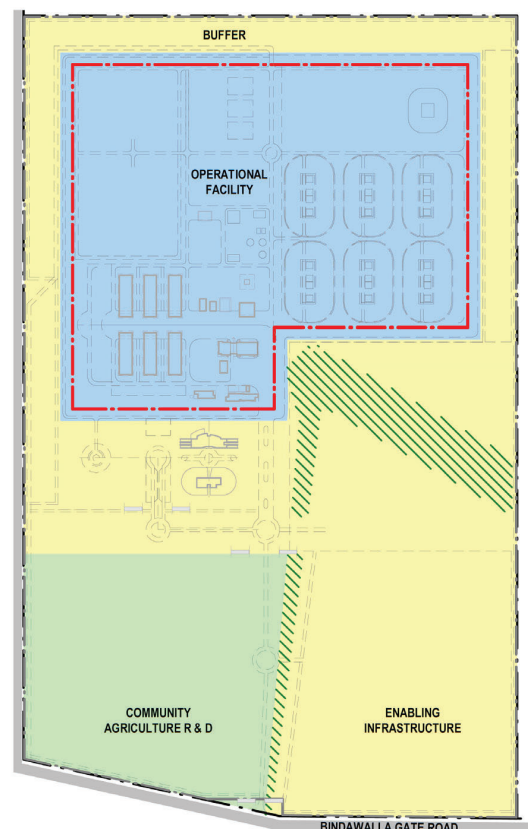 BUFFER
OPERATIONAL
FACILITY
COMMUNITY
AGRICULTURE R & D
ENABLING
INFRASTRUCTURE
BINDAWALLA GATE ROAD